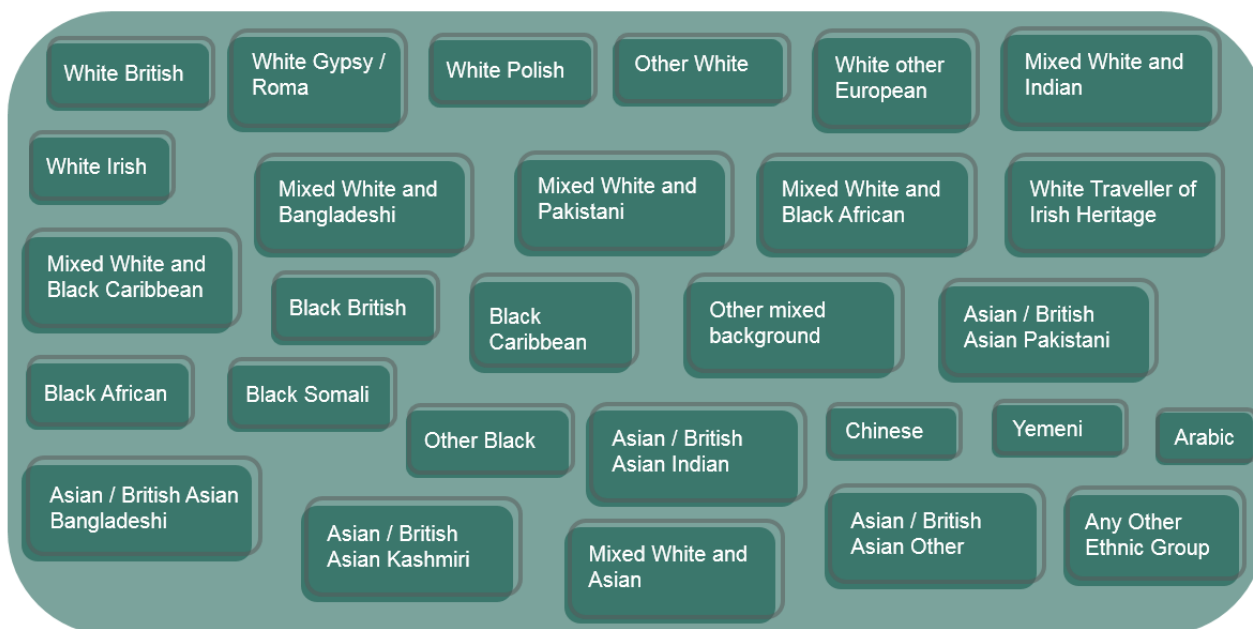 White British
White Gypsy /
Roma
White Polish
Other White
White other
European
Mixed White and
Indian
White Irish
Mixed White and
Bangladeshi
Mixed White and
Pakistani
Mixed White and
Black African
White Traveller of
Irish Heritage
Mixed White and
Black Caribbean
Black British
Black
Caribbean
Other mixed
background
Asian / British
Asian Pakistani
Black African
Black Somali
Other Black
Asian / British
Asian Indian
Chinese
Yemeni
Arabic
Asian / British Asian
Bangladeshi
Asian / British
Asian Kashmiri
Mixed White and
Asian
Asian / British
Asian Other
Any Other
Ethnic Group